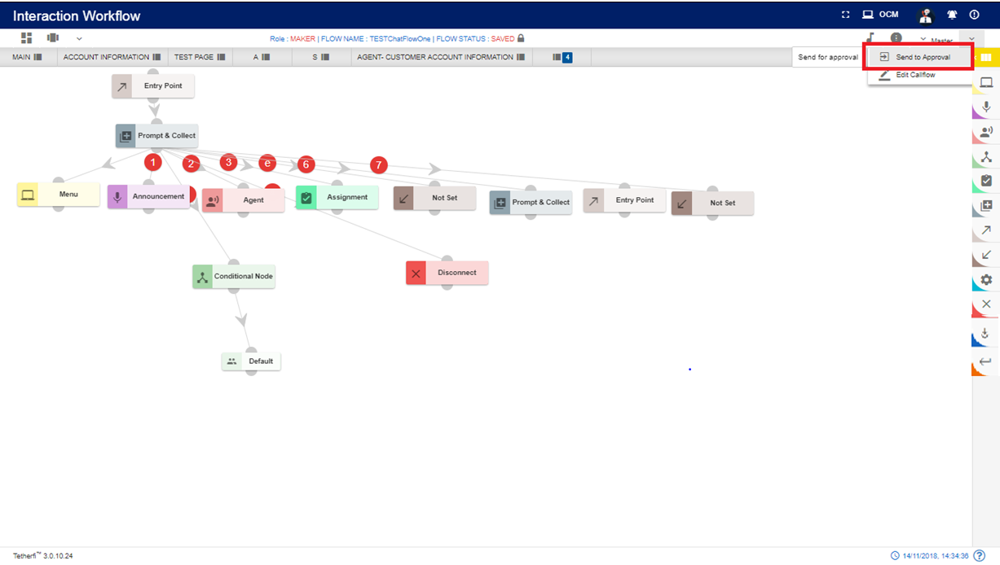 Interaction Workflow
OCM
Role : MAKER | FLOW NAME : TESTChatFlowOne | FLOW STATUS : SAVED
Master
MAIN
ACCOUNT INFORMATION
TEST PAGE
A
S
AGENT- CUSTOMER ACCOUNT INFORMATION
4
Send for approval
Send to Approval
Edit Callflow
Entry Point
Prompt & Collect
1
2
3
e
6
7
Menu
Announcement
Agent
Assignment
Not Set
Prompt & Collect
Entry Point
Not Set
Conditional Node
Disconnect
Default
Tetherfi™ 3.0.10.24
14/11/2018, 14:34:36